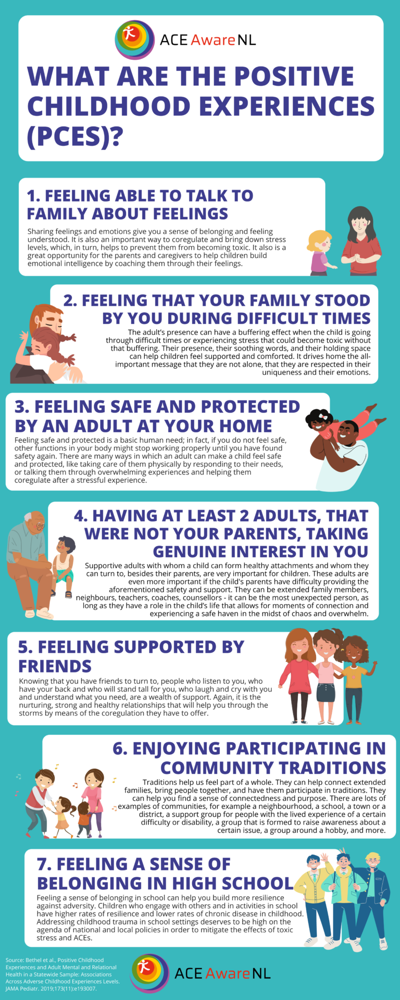 ACE Aware NL
WHAT ARE THE POSITIVE
CHILDHOOD EXPERIENCES
(PCES)?
1. FEELING ABLE TO TALK TO
FAMILY ABOUT FEELINGS
Sharing feelings and emotions give you a sense of belonging and feeling
understood. It is also an important way to coregulate and bring down stress
levels, which, in turn, helps to prevent them from becoming toxic. It also is a
great opportunity for the parents and caregivers to help children build
emotional intelligence by coaching them through their feelings.
2. FEELING THAT YOUR FAMILY STOOD
BY YOU DURING DIFFICULT TIMES
The adult's presence can have a buffering effect when the child is going
through difficult times or experiencing stress that could become toxic without
that buffering. Their presence, their soothing words, and their holding space
can help children feel supported and comforted. It drives home the all-
important message that they are not alone, that they are respected in their
uniqueness and their emotions.
3. FEELING SAFE AND PROTECTED
BY AN ADULT AT YOUR HOME
Feeling safe and protected is a basic human need; in fact, if you do not feel safe,
other functions in your body might stop working properly until you have found
safety again. There are many ways in which an adult can make a child feel safe
and protected, like taking care of them physically by responding to their needs,
or talking them through overwhelming experiences and helping them
coregulate after a stressful experience.
4. HAVING AT LEAST 2 ADULTS, THAT
WERE NOT YOUR PARENTS, TAKING
GENUINE INTEREST IN YOU
Supportive adults with whom a child can form healthy attachments and whom they
can turn to, besides their parents, are very important for children. These adults are
even more important if the child's parents have difficulty providing the
aforementioned safety and support. They can be extended family members,
neighbours, teachers, coaches, counsellors - it can be the most unexpected person, as
long as they have a role in the child's life that allows for moments of connection and
experiencing a safe haven in the midst of chaos and overwhelm.
5. FEELING SUPPORTED BY
FRIENDS
Knowing that you have friends to turn to, people who listen to you, who
have your back and who will stand tall for you, who laugh and cry with you
and understand what you need, are a wealth of support. Again, it is the
nurturing, strong and healthy relationships that will help you through the
storms by means of the coregulation they have to offer.
6. ENJOYING PARTICIPATING IN
COMMUNITY TRADITIONS
Traditions help us feel part of a whole. They can help connect extended
families, bring people together, and have them participate in traditions. They
can help you find a sense of connectedness and purpose. There are lots of
examples of communities, for example a neighbourhood, a school, a town or a
district, a support group for people with the lived experience of a certain
difficulty or disability, a group that is formed to raise awareness about a
certain issue, a group around a hobby, and more.
7. FEELING A SENSE OF
BELONGING IN HIGH SCHOOL
Feeling a sense of belonging in school can help you build more resilience
against adversity. Children who engage with others and in activities in school
have higher rates of resilience and lower rates of chronic disease in childhood.
Addressing childhood trauma in school settings deserves to be high on the
agenda of national and local policies in order to mitigate the effects of toxic
stress and ACEs.
Source: Bethel et al., Positive Childhood
Experiences and Adult Mental and Relational
Health in a Statewide Sample: Associations
Across Adverse Childhood Experiences Levels.
JAMA Pediatr. 2019;173(11):e193007.
ACE Aware NL